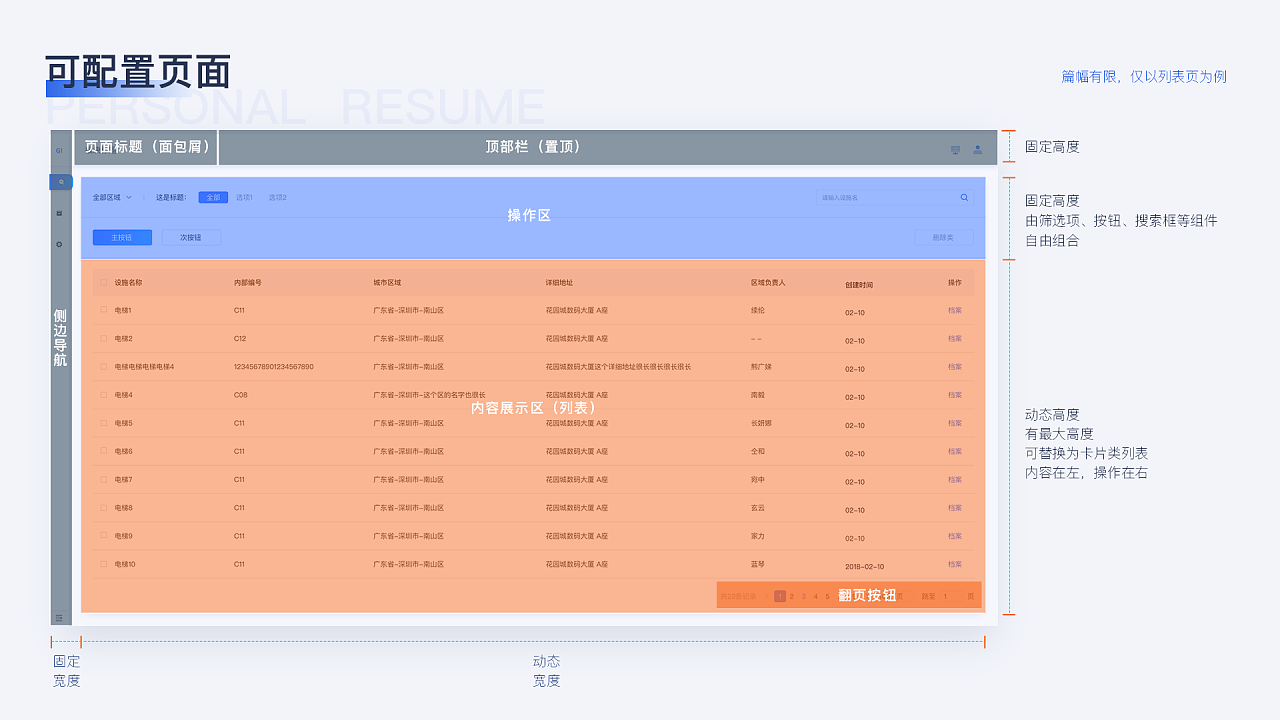 可配置页面
PERSONAL RESUME
篇幅有限，仅以列表页为例
页面标题（面包屑）
顶部栏（置顶）
固定高度
全部区域
这是标题:
全部
选项1
选项2
请输入设施名
操作区
主按钮
次按钮
删除类
固定高度
由筛选项、按钮、搜索框等组件
自由组合
侧边导航
设施名称 内部编号 城市区域 详细地址 区域负责人 创建时间 操作
电梯1 C11 广东省-深圳市-南山区 花园城数码大厦 A座 续伦 02-10 档案
电梯2 C12 广东省-深圳市-南山区 花园城数码大厦 A座 -- 02-10 档案
电梯电梯电梯电梯4 12345678901234567890 广东省-深圳市-南山区 花园城数码大厦这个详细地址很长很长很长很长 熊广娣 02-10 档案
电梯4 C08 广东省-深圳市-这个区的名字也很长 花园城数码大厦 A座 南毅 02-10 档案
内容展示区（列表）
电梯5 C11 广东省-深圳市-南山区 花园城数码大厦 A座 长妍娜 02-10 档案
电梯6 C11 广东省-深圳市-南山区 花园城数码大厦 A座 仝和 02-10 档案
电梯7 C11 广东省-深圳市-南山区 花园城数码大厦 A座 宛中 02-10 档案
电梯8 C11 广东省-深圳市-南山区 花园城数码大厦 A座 玄云 02-10 档案
电梯9 C11 广东省-深圳市-南山区 花园城数码大厦 A座 家力 02-10 档案
电梯10 C11 广东省-深圳市-南山区 花园城数码大厦 A座 蓝琴 2018-02-10 档案
1 2 3 4 5 翻页按钮 页 跳至 1 页
动态高度
有最大高度
可替换为卡片类列表
内容在左，操作在右
固定
宽度
动态
宽度